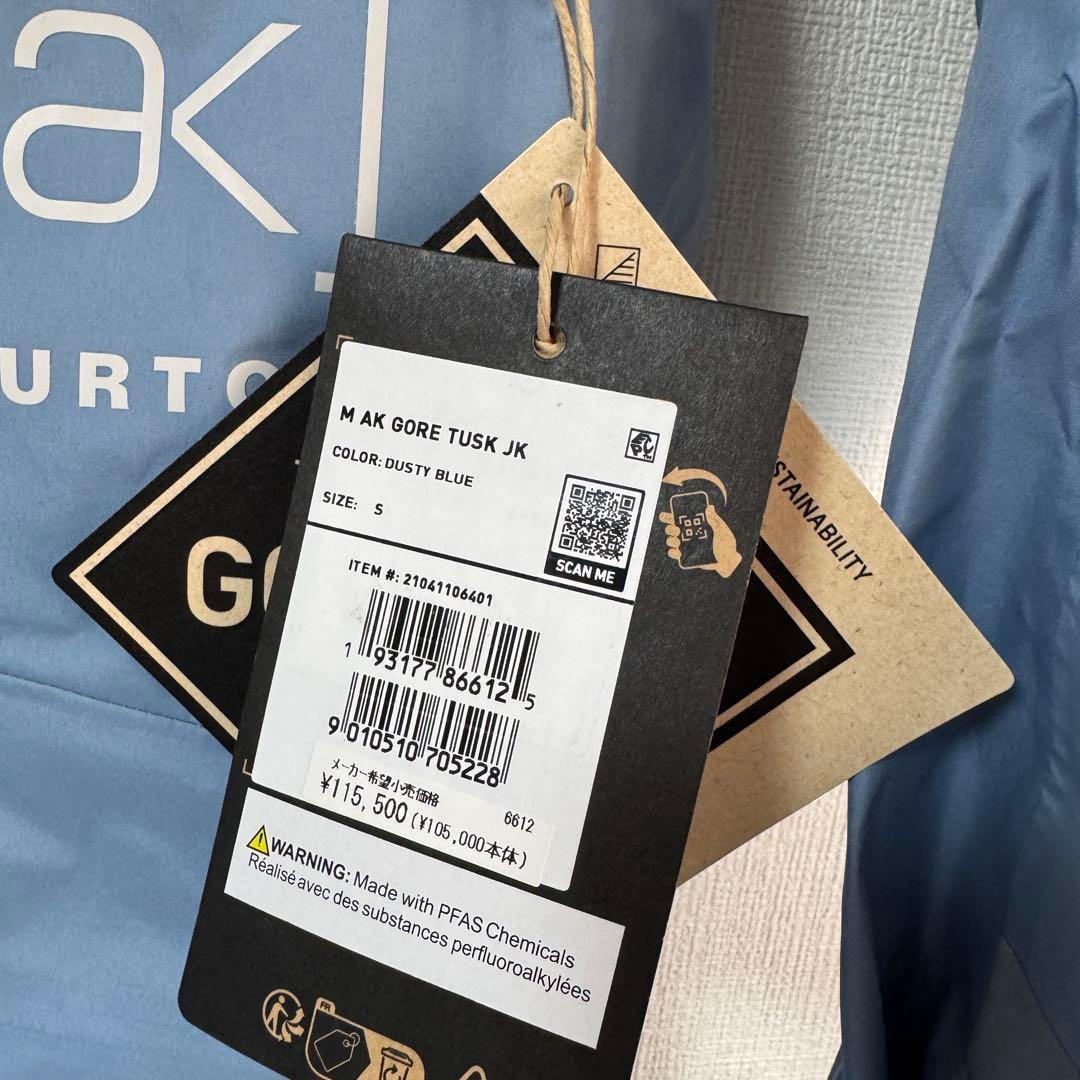 ak
URTO
M AK GORE TUSK JK
COLOR: DUSTY BLUE
SIZE: S
SCAN ME
ITEM #: 21041106401
1 93177 86612 5
9 010510 705228
メーカー希望小売価格
6612
¥115,500 (¥105,000本体)
WARNING: Made with PFAS Chemicals
Réalisé avec des substances perfluoroalkylées
FR
G
STAINABILITY